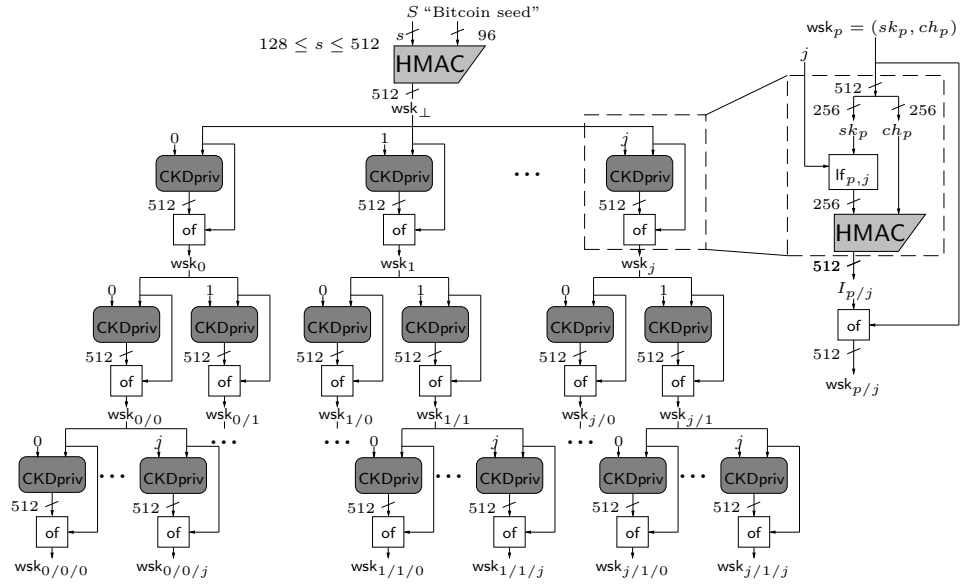 S "Bitcoin seed"
wsk_p = (sk_p, ch_p)
s 96
128 ≤ s ≤ 512
j
HMAC
512
512
256 256
wsk_⊥
sk_p ch_p
0 1 j
CKDpriv CKDpriv ... CKDpriv
lf_{p,j}
512 512 512
256
of of of
HMAC
wsk_0 wsk_1 wsk_j
512
I_{p/j}
0 1 0 1 0 1
CKDpriv CKDpriv CKDpriv CKDpriv CKDpriv CKDpriv
of
512 512 512 512 512 512
512
of of of of of of
wsk_{p/j}
wsk_{0/0} wsk_{0/1} wsk_{1/0} wsk_{1/1} wsk_{j/0} wsk_{j/1}
... ... ...
0 j 0 j 0 j
CKDpriv ... CKDpriv CKDpriv ... CKDpriv CKDpriv ... CKDpriv
512 512 512 512 512 512
of of of of of of
wsk_{0/0/0} wsk_{0/0/j} wsk_{1/1/0} wsk_{1/1/j} wsk_{j/1/0} wsk_{j/1/j}